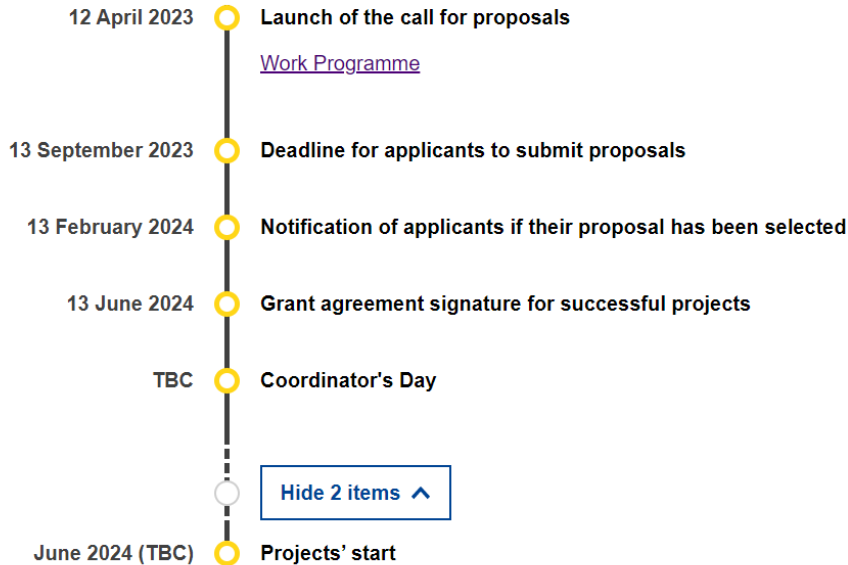 12 April 2023 Launch of the call for proposals
Work Programme
13 September 2023 Deadline for applicants to submit proposals
13 February 2024 Notification of applicants if their proposal has been selected
13 June 2024 Grant agreement signature for successful projects
TBC Coordinator's Day
Hide 2 items
June 2024 (TBC) Projects’ start